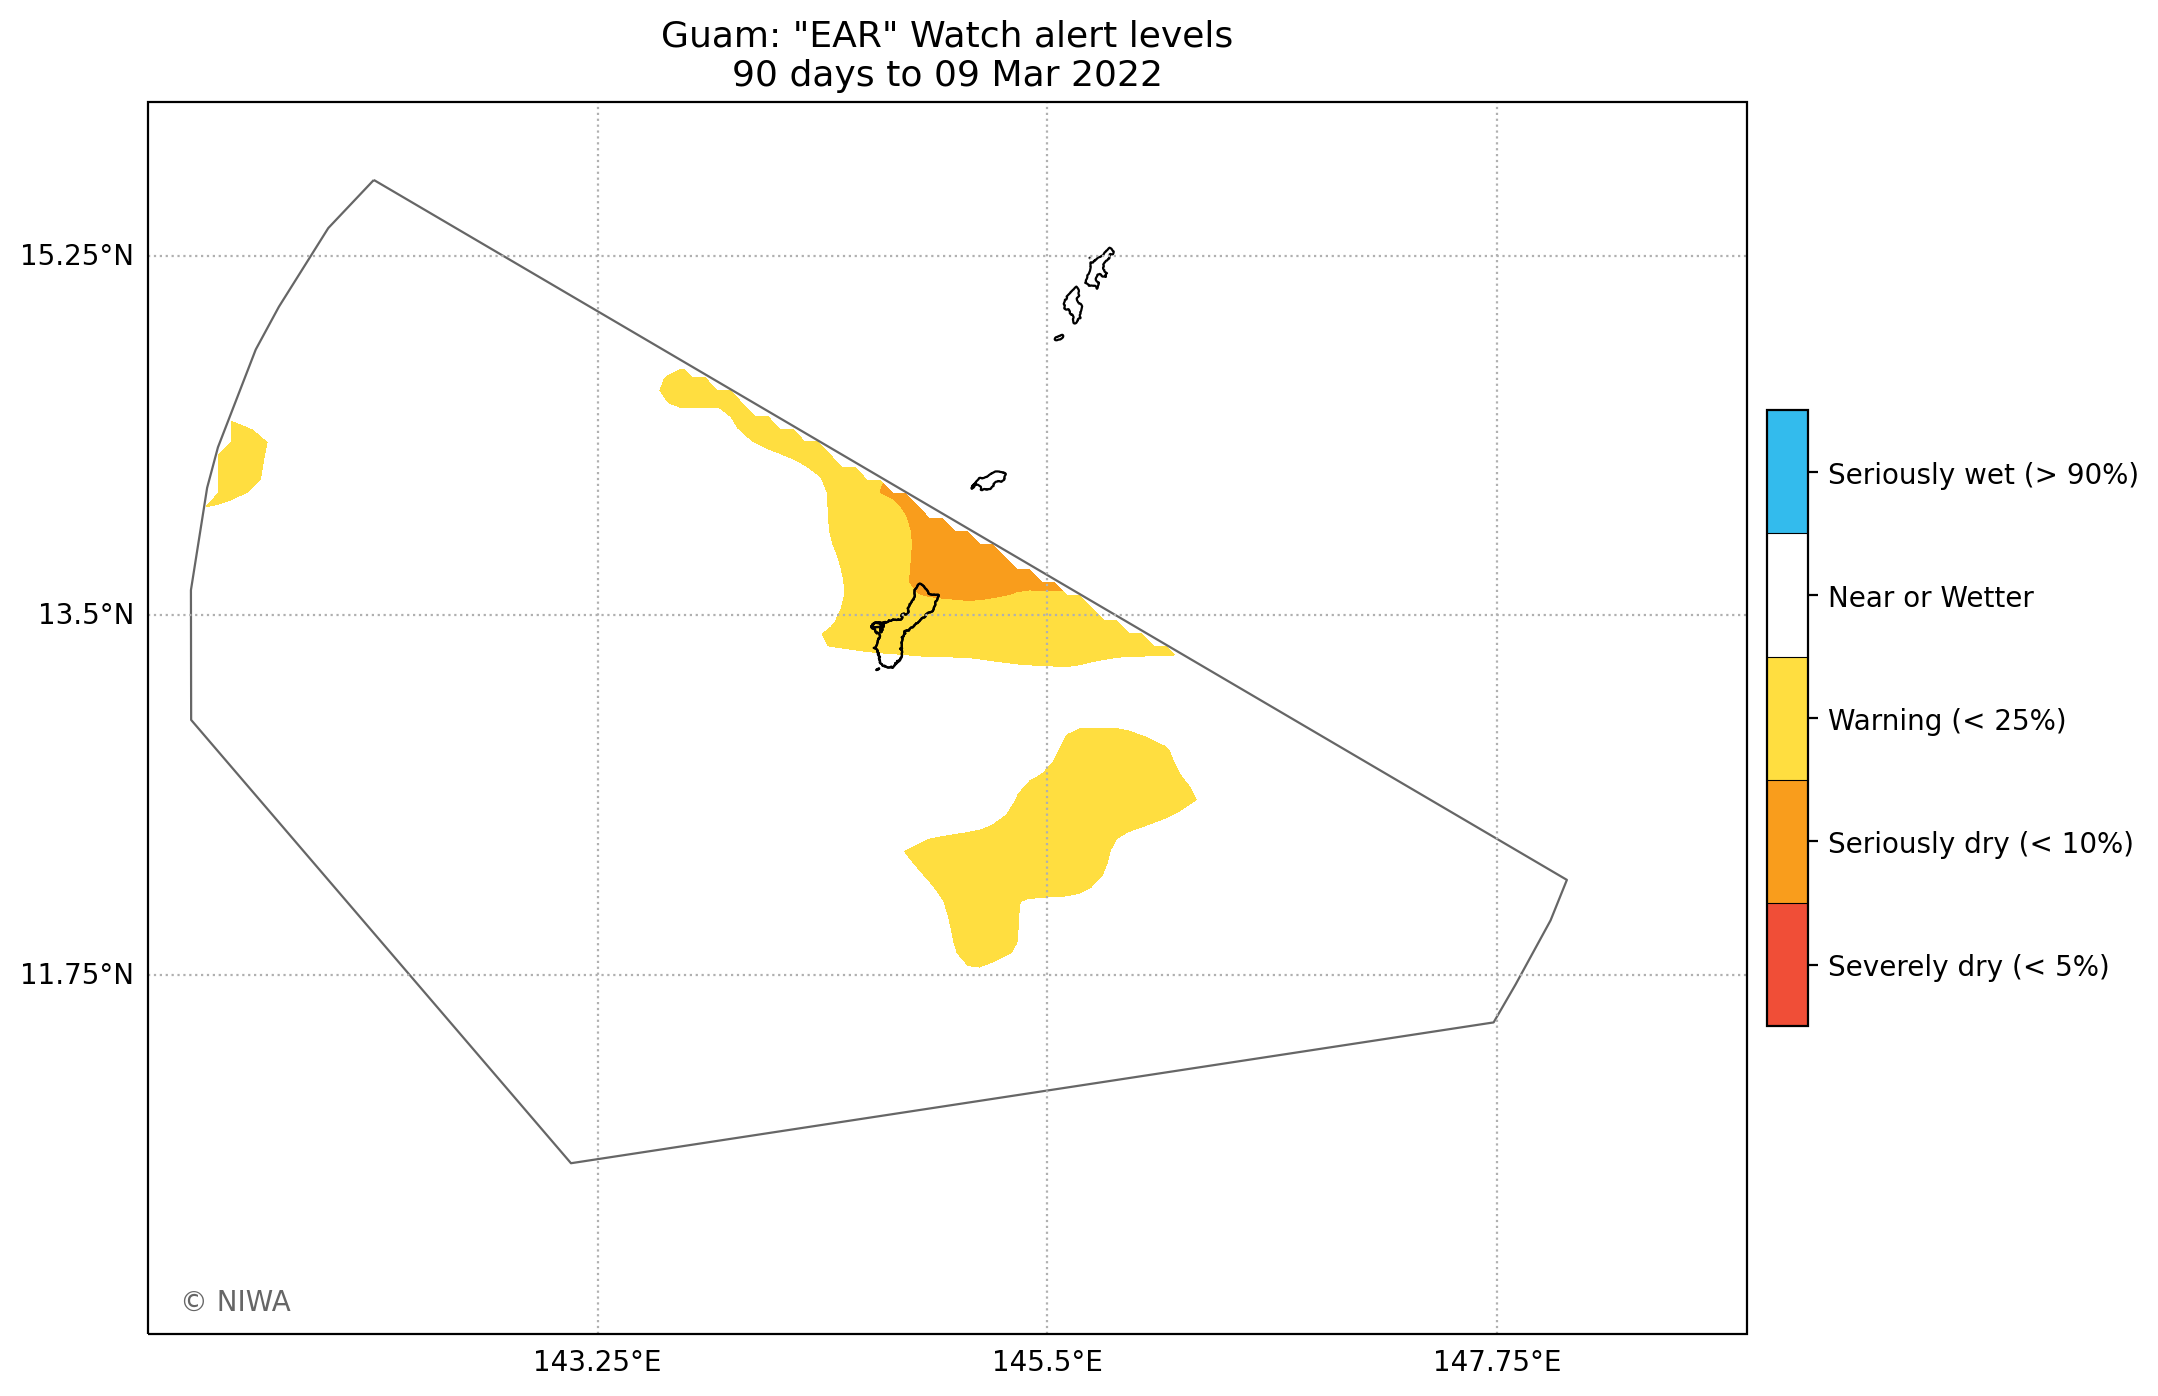 Guam: "EAR" Watch alert levels
90 days to 09 Mar 2022
15.25°N
13.5°N
11.75°N
143.25°E
145.5°E
147.75°E
Seriously wet (> 90%)
Near or Wetter
Warning (< 25%)
Seriously dry (< 10%)
Severely dry (< 5%)
© NIWA